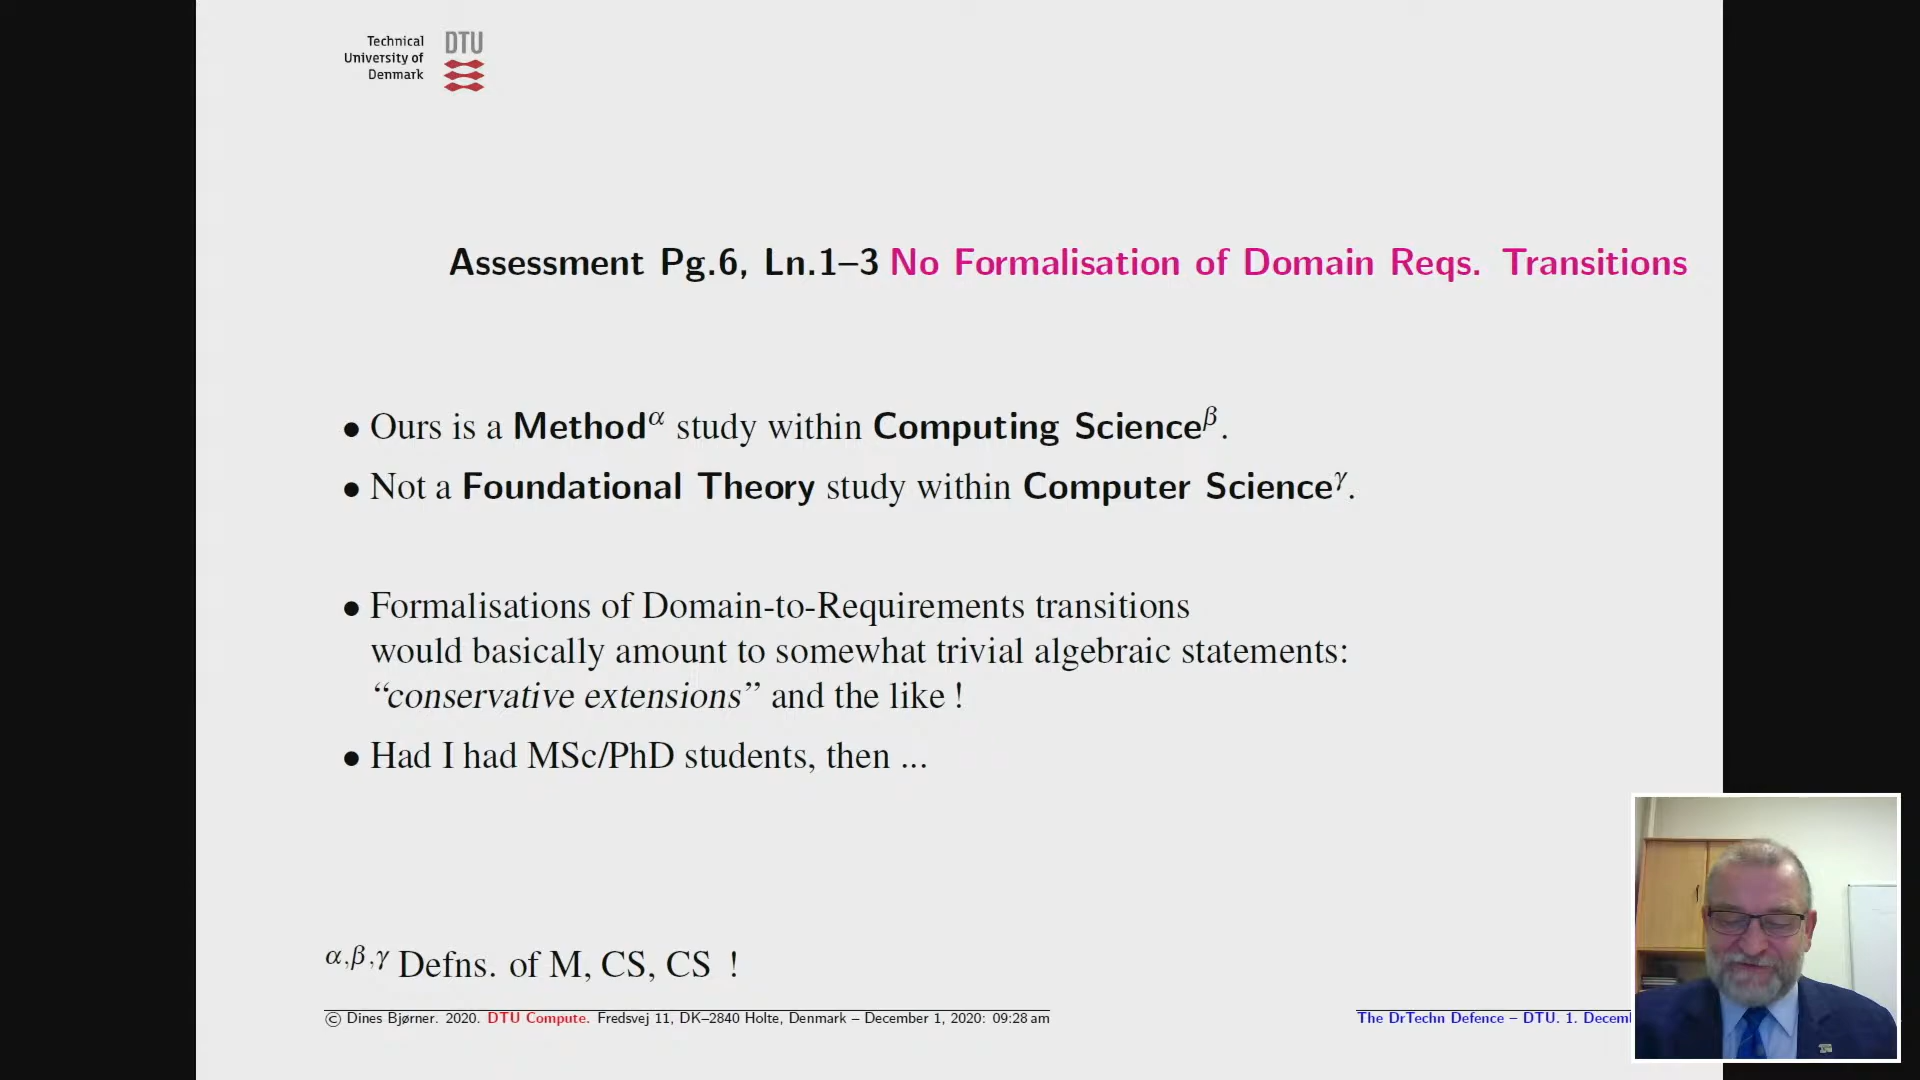 Technical
University of
Denmark
DTU
Assessment Pg.6, Ln.1–3 No Formalisation of Domain Reqs. Transitions
• Ours is a Method^α study within Computing Science^β.
• Not a Foundational Theory study within Computer Science^γ.
• Formalisations of Domain-to-Requirements transitions
would basically amount to somewhat trivial algebraic statements:
“conservative extensions” and the like !
• Had I had MSc/PhD students, then ...
α,β,γ Defns. of M, CS, CS !
© Dines Bjørner. 2020. DTU Compute. Fredsvej 11, DK–2840 Holte, Denmark – December 1, 2020: 09:28 am
The DrTechn Defence – DTU. 1. Decem